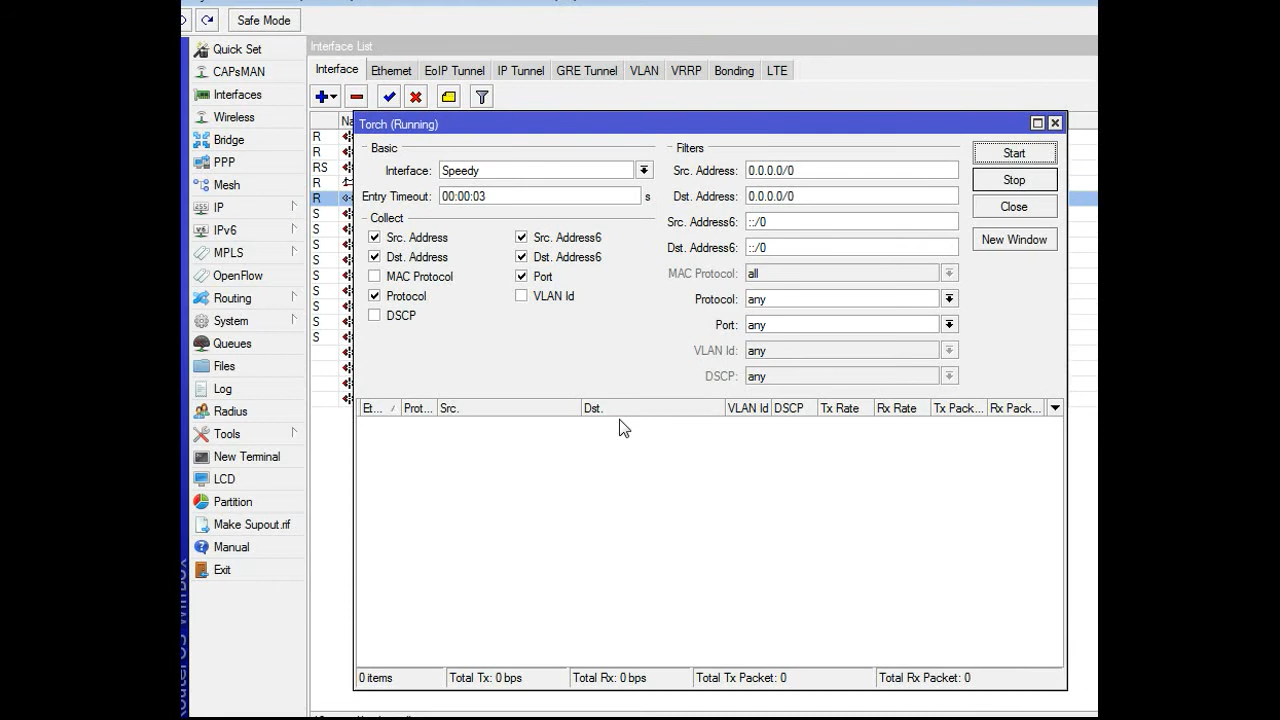 Safe Mode
Quick Set
CAPsMAN
Interfaces
Wireless
Bridge
PPP
Mesh
IP
IPv6
MPLS
OpenFlow
Routing
System
Queues
Files
Log
Radius
Tools
New Terminal
LCD
Partition
Make Supout.rif
Manual
Exit
Interface List
Interface Ethernet EoIP Tunnel IP Tunnel GRE Tunnel VLAN VRRP Bonding LTE
R
R
RS
R
R
S
S
S
S
S
S
S
S
S
Torch (Running)
Basic
Interface: Speedy
Entry Timeout: 00:00:03 s
Collect
Src. Address Src. Address6
Dst. Address Dst. Address6
MAC Protocol Port
Protocol VLAN Id
DSCP
Filters
Src. Address: 0.0.0.0/0
Dst. Address: 0.0.0.0/0
Src. Address6: ::/0
Dst. Address6: ::/0
MAC Protocol: all
Protocol: any
Port: any
VLAN Id: any
DSCP: any
Start
Stop
Close
New Window
Et... Prot... Src. Dst. VLAN Id DSCP Tx Rate Rx Rate Tx Pack... Rx Pack...
0 items Total Tx: 0 bps Total Rx: 0 bps Total Tx Packet: 0 Total Rx Packet: 0